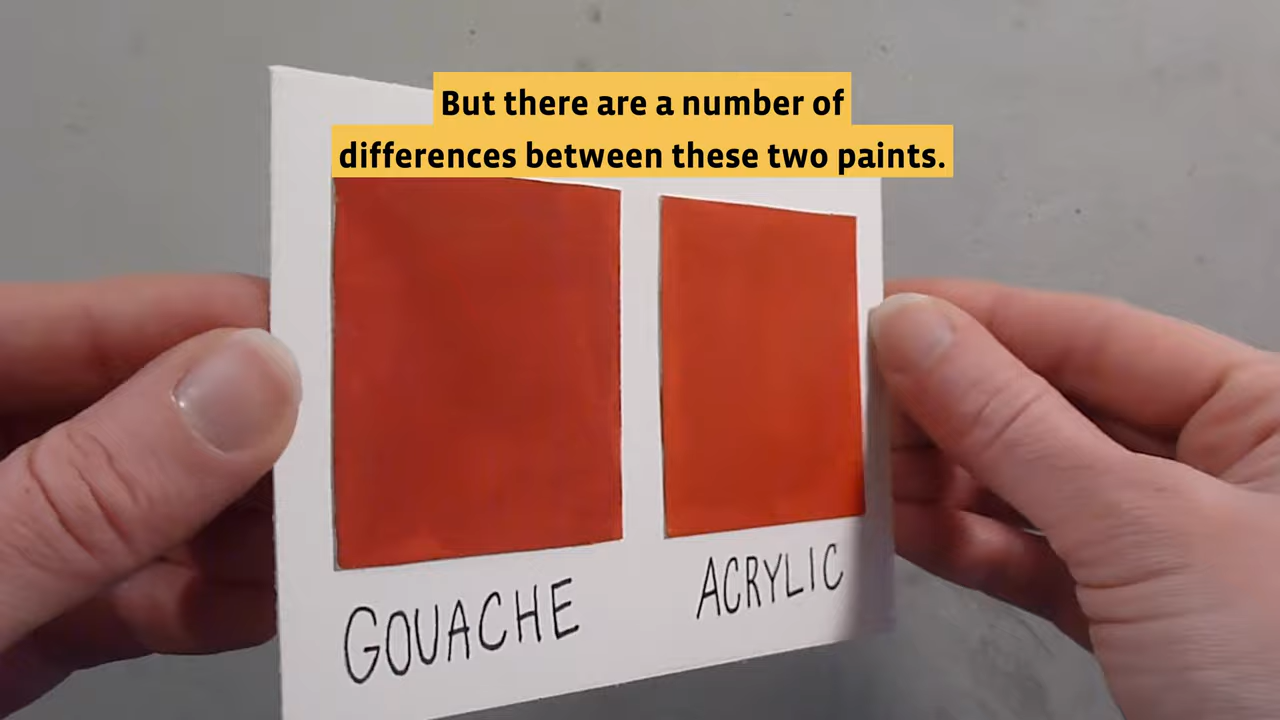 But there are a number of
differences between these two paints.
GOUACHE
ACRYLIC